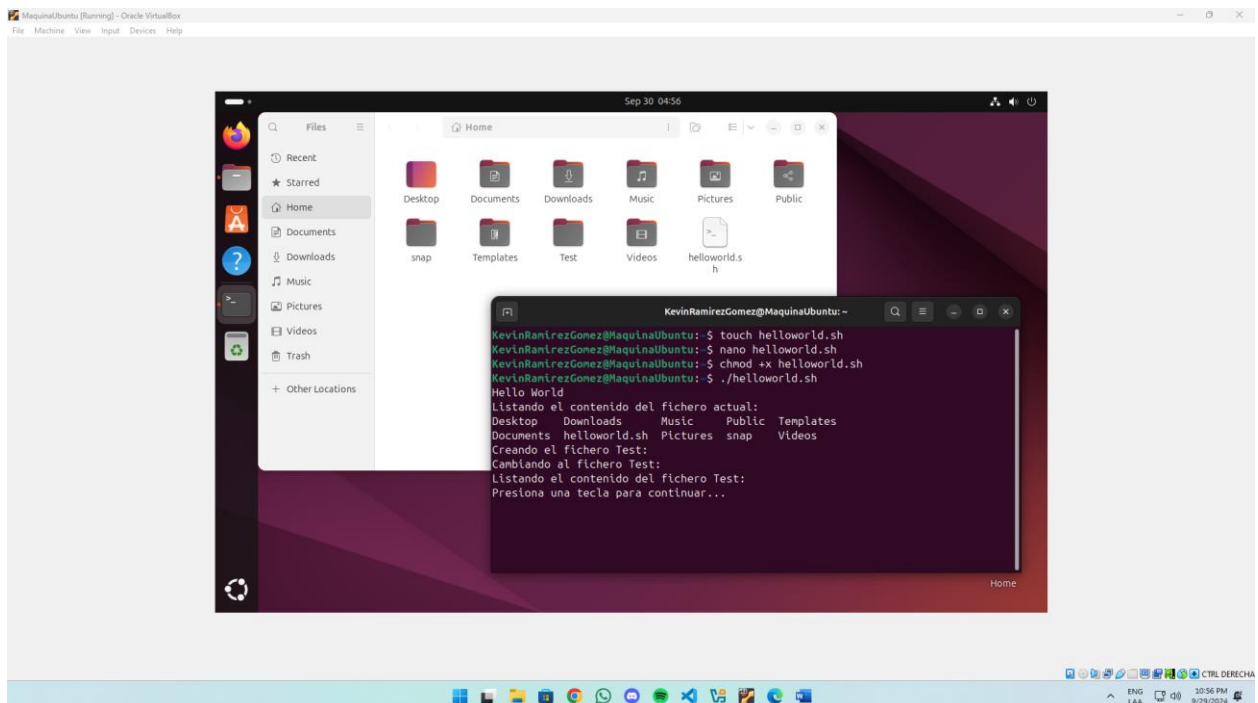 MaquinaUbuntu [Running] - Oracle VirtualBox
File Machine View Input Devices Help
Sep 30 04:56
Files
Home
Recent
Starred
Home
Documents
Downloads
Music
Pictures
Videos
Trash
+ Other Locations
Desktop Documents Downloads Music Pictures Public
snap Templates Test Videos helloworld.s
h
KevinRamirezGomez@MaquinaUbuntu: ~
KevinRamirezGomez@MaquinaUbuntu:~$ touch helloworld.sh
KevinRamirezGomez@MaquinaUbuntu:~$ nano helloworld.sh
KevinRamirezGomez@MaquinaUbuntu:~$ chmod +x helloworld.sh
KevinRamirezGomez@MaquinaUbuntu:~$ ./helloworld.sh
Hello World
Listando el contenido del fichero actual:
Desktop Downloads Music Public Templates
Documents helloworld.sh Pictures snap Videos
Creando el fichero Test:
Cambiando al fichero Test:
Listando el contenido del fichero Test:
Presiona una tecla para continuar...
Home
CTRL DERECHA
ENG
LAA
10:56 PM
9/29/2024